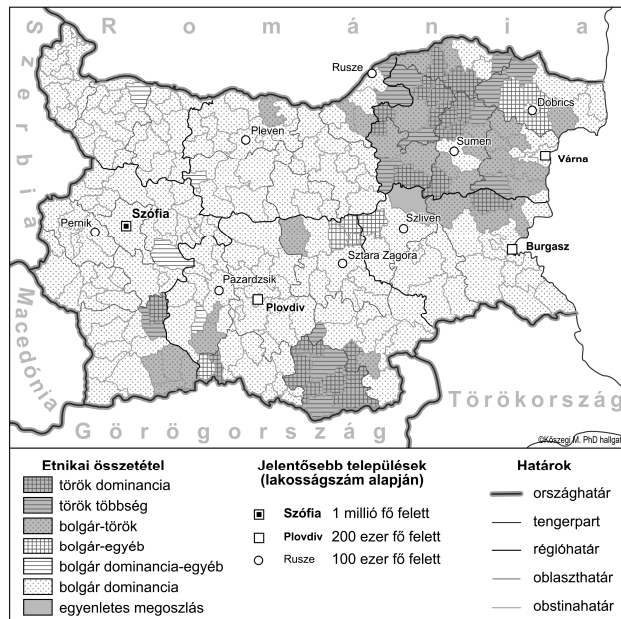 Románia
Szerbia
Rusze
Dobrics
Pleven
Sumen
Várna
Szófia
Pernik
Szliven
Burgasz
Sztara Zagora
Pazardzsik
Plovdiv
Macedónia
Törökország
Görögország
©Kőszegi M. PhD hallgat
Etnikai összetétel
török dominancia
török többség
bolgár-török
bolgár-egyéb
bolgár dominancia-egyéb
bolgár dominancia
egyenletes megoszlás
Jelentősebb települések
(lakosságszám alapján)
Szófia 1 millió fő felett
Plovdiv 200 ezer fő felett
Rusze 100 ezer fő felett
Határok
országhatár
tengerpart
régióhatár
oblaszthatár
obstinahatár